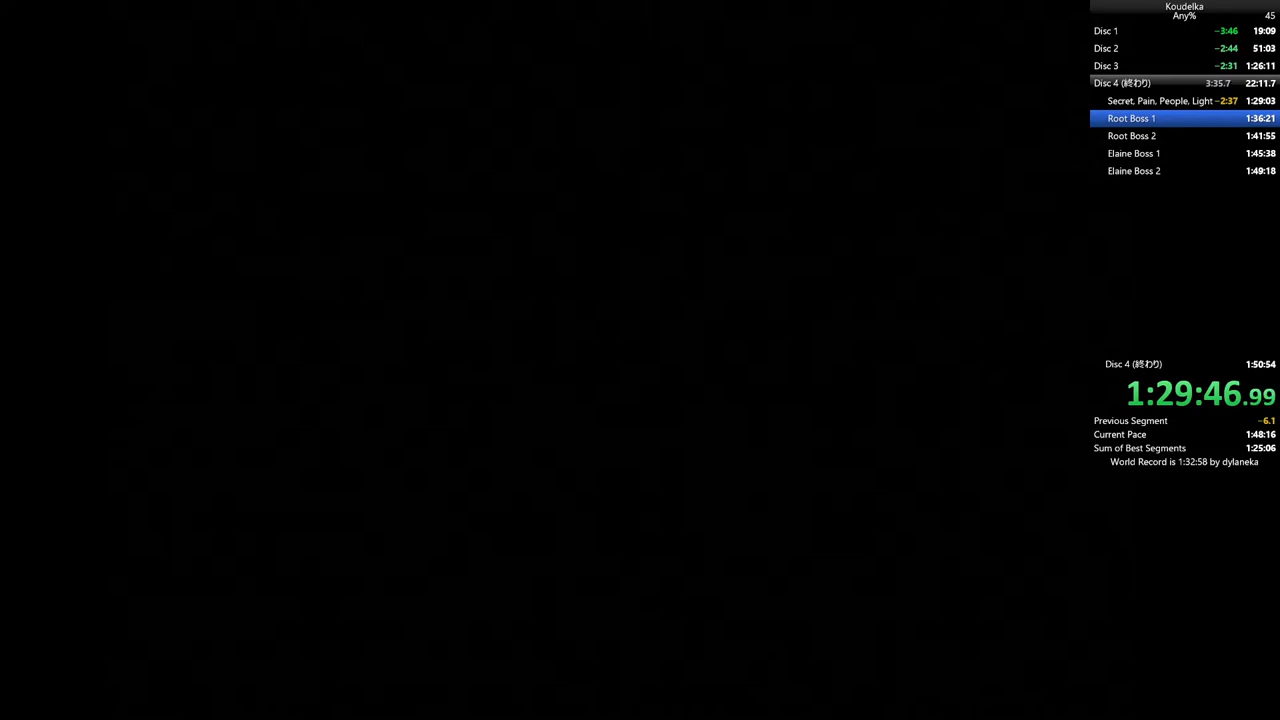 Koudelka
Any% 45
Disc 1 −3:46 19:09
Disc 2 −2:44 51:03
Disc 3 −2:31 1:26:11
Disc 4 (終わり) 3:35.7 22:11.7
Secret, Pain, People, Light −2:37 1:29:03
Root Boss 1 1:36:21
Root Boss 2 1:41:55
Elaine Boss 1 1:45:38
Elaine Boss 2 1:49:18
Disc 4 (終わり) 1:50:54
1:29:46.99
Previous Segment −6.1
Current Pace 1:48:16
Sum of Best Segments 1:25:06
World Record is 1:32:58 by dylaneka